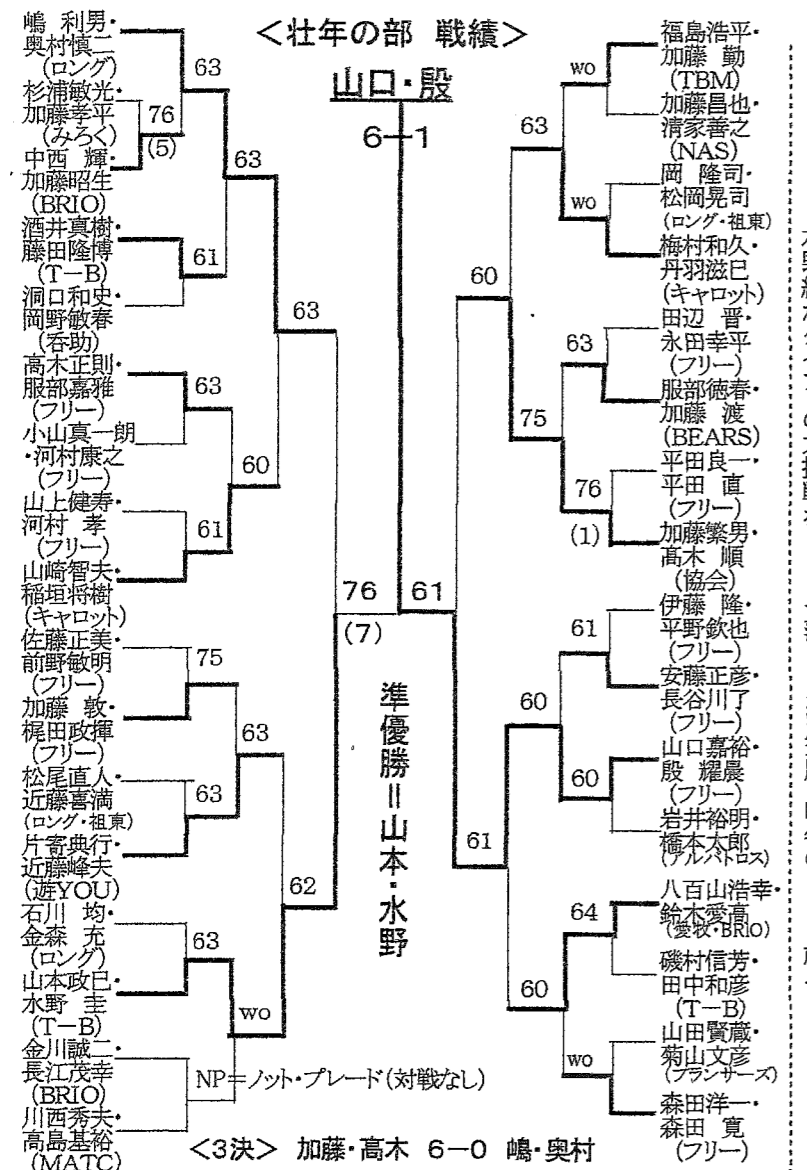 ＜壮年の部 戦績＞
山口・殷
6－1
嶋 利男・
奥村慎二
(ロング)
63
杉浦敏光・
加藤孝平
(みろく)
76
(5)
中西 輝・
加藤昭生
(BRIO)
63
酒井真樹・
藤田隆博
(T－B)
61
洞口和史・
岡野敏春
(呑助)
63
高木正則・
服部嘉雅
(フリー)
63
小山真一朗
・河村康之
(フリー)
60
山上健寿・
河村 孝
(フリー)
61
山崎智夫・
稲垣将樹
(キャロット)
76
(7)
佐藤正美・
前野敏明
(フリー)
75
加藤 敦・
梶田政揮
(フリー)
63
松尾直人・
近藤喜満
(ロング・祖東)
63
片寄典行・
近藤峰夫
(遊YOU)
62
石川 均・
金森 充
(ロング)
63
山本政巳・
水野 圭
(T－B)
wo
金川誠二・
長江茂幸
(BRIO)
川西秀夫・
高島基裕
(MATC)
NP＝ノット・プレード(対戦なし)
準優勝＝山本・水野
福島浩平・
加藤 勤
(TBM)
wo
加藤昌也・
清家善之
(NAS)
63
岡 隆司・
松岡晃司
(ロング・祖東)
wo
梅村和久・
丹羽滋巳
(キャロット)
60
田辺 晋・
永田幸平
(フリー)
63
服部徳春・
加藤 渡
(BEARS)
75
平田良一・
平田 直
(フリー)
76
(1)
加藤繁男・
髙木 順
(協会)
61
伊藤 隆・
平野欽也
(フリー)
61
安藤正彦・
長谷川了
(フリー)
60
山口嘉裕・
殷 耀晨
(フリー)
60
岩井裕明・
橋本太郎
(アルバトロス)
61
八百山浩幸・
鈴木愛高
(愛牧・BRIO)
64
磯村信芳・
田中和彦
(T－B)
60
山田賢蔵・
菊山文彦
(フランサーズ)
wo
森田洋一・
森田 寛
(フリー)
＜3決＞ 加藤・高木 6－0 嶋・奥村